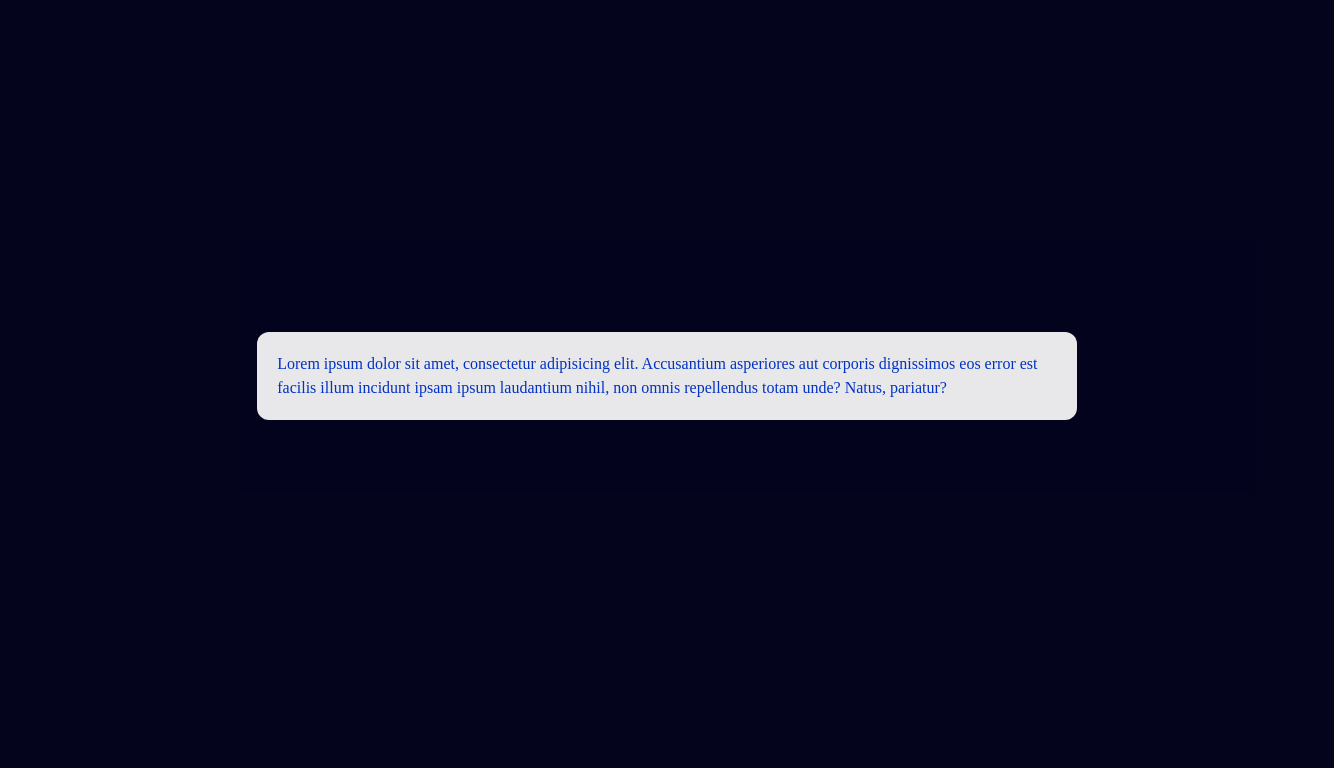 Lorem ipsum dolor sit amet, consectetur adipisicing elit. Accusantium asperiores aut corporis dignissimos eos error est
facilis illum incidunt ipsam ipsum laudantium nihil, non omnis repellendus totam unde? Natus, pariatur?